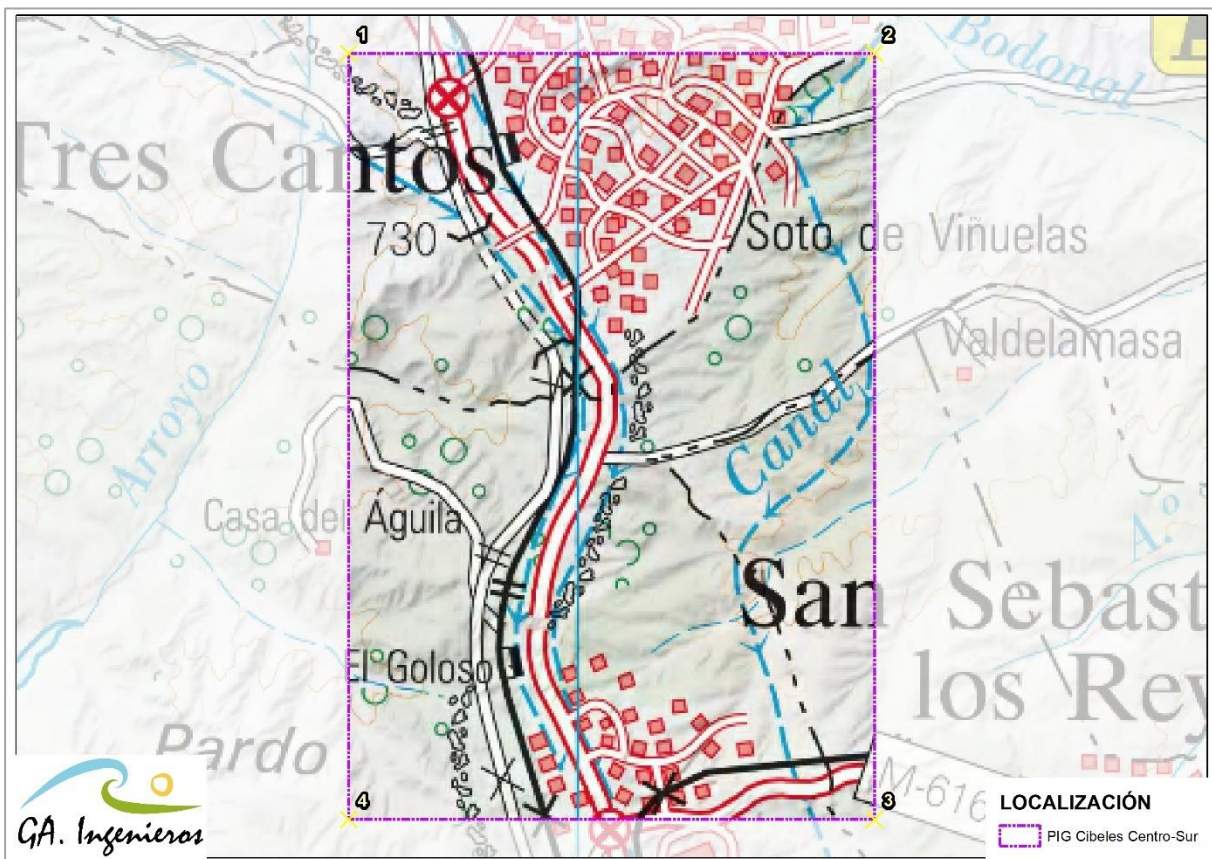 1
2
Bodonal
Tres Cantos
730
Soto de Viñuelas
Valdelamasa
Arroyo
Canal
Casa del Águila
A.º
San Sebast
El Goloso
los Rey
Pardo
M-616
4
3
GA. Ingenieros
LOCALIZACIÓN
PIG Cibeles Centro-Sur